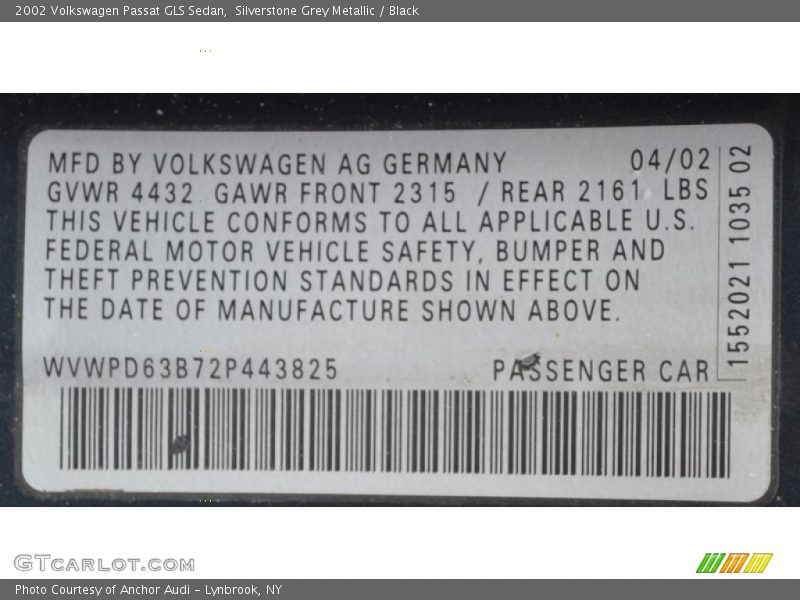 2002 Volkswagen Passat GLS Sedan, Silverstone Grey Metallic / Black
MFD BY VOLKSWAGEN AG GERMANY 04/02
GVWR 4432 GAWR FRONT 2315 / REAR 2161 LBS
THIS VEHICLE CONFORMS TO ALL APPLICABLE U.S.
FEDERAL MOTOR VEHICLE SAFETY, BUMPER AND
THEFT PREVENTION STANDARDS IN EFFECT ON
THE DATE OF MANUFACTURE SHOWN ABOVE.
WVWPD63B72P443825 PASSENGER CAR
1552021 1035 02
GTCARLOT.COM
Photo Courtesy of Anchor Audi - Lynbrook, NY